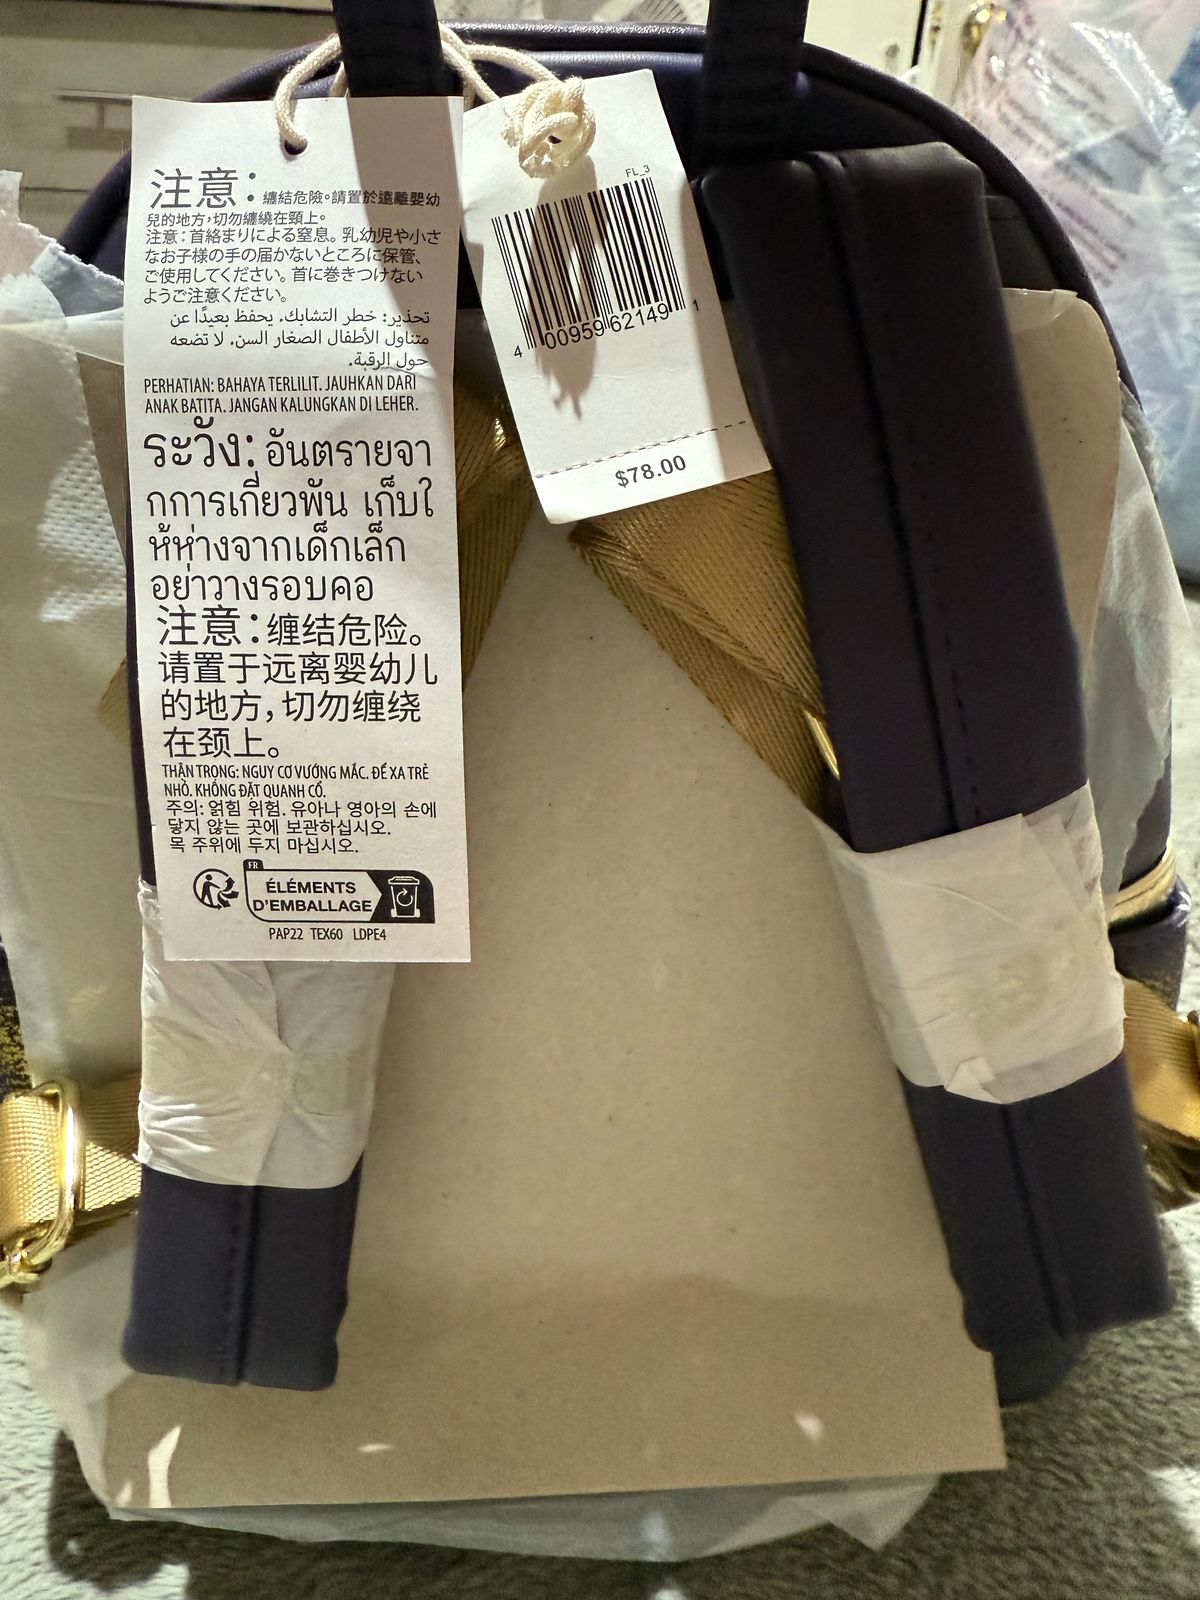 注意：纏結危險。請置於遠離嬰幼
兒的地方，切勿纏繞在頸上。
注意：首絡まりによる窒息。乳幼児や小さ
なお子様の手の届かないところに保管、
ご使用してください。首に巻きつけない
ようご注意ください。
تحذير: خطر التشابك. يحفظ بعيدًا عن
متناول الأطفال الصغار السن. لا تضعه
حول الرقبة.
PERHATIAN: BAHAYA TERLILIT. JAUHKAN DARI
ANAK BATITA. JANGAN KALUNGKAN DI LEHER.
ระวัง: อันตรายจา
กการเกี่ยวพัน เก็บใ
ห้ห่างจากเด็กเล็ก
อย่าวางรอบคอ
注意：缠结危险。
请置于远离婴幼儿
的地方，切勿缠绕
在颈上。
THẬN TRỌNG: NGUY CƠ VƯỚNG MẮC. ĐỂ XA TRẺ
NHỎ. KHÔNG ĐẶT QUANH CỔ.
주의: 얽힘 위험. 유아나 영아의 손에
닿지 않는 곳에 보관하십시오.
목 주위에 두지 마십시오.
FR
ÉLÉMENTS
D'EMBALLAGE
PAP22 TEX60 LDPE4
FL_3
4 00959 62149 1
$78.00